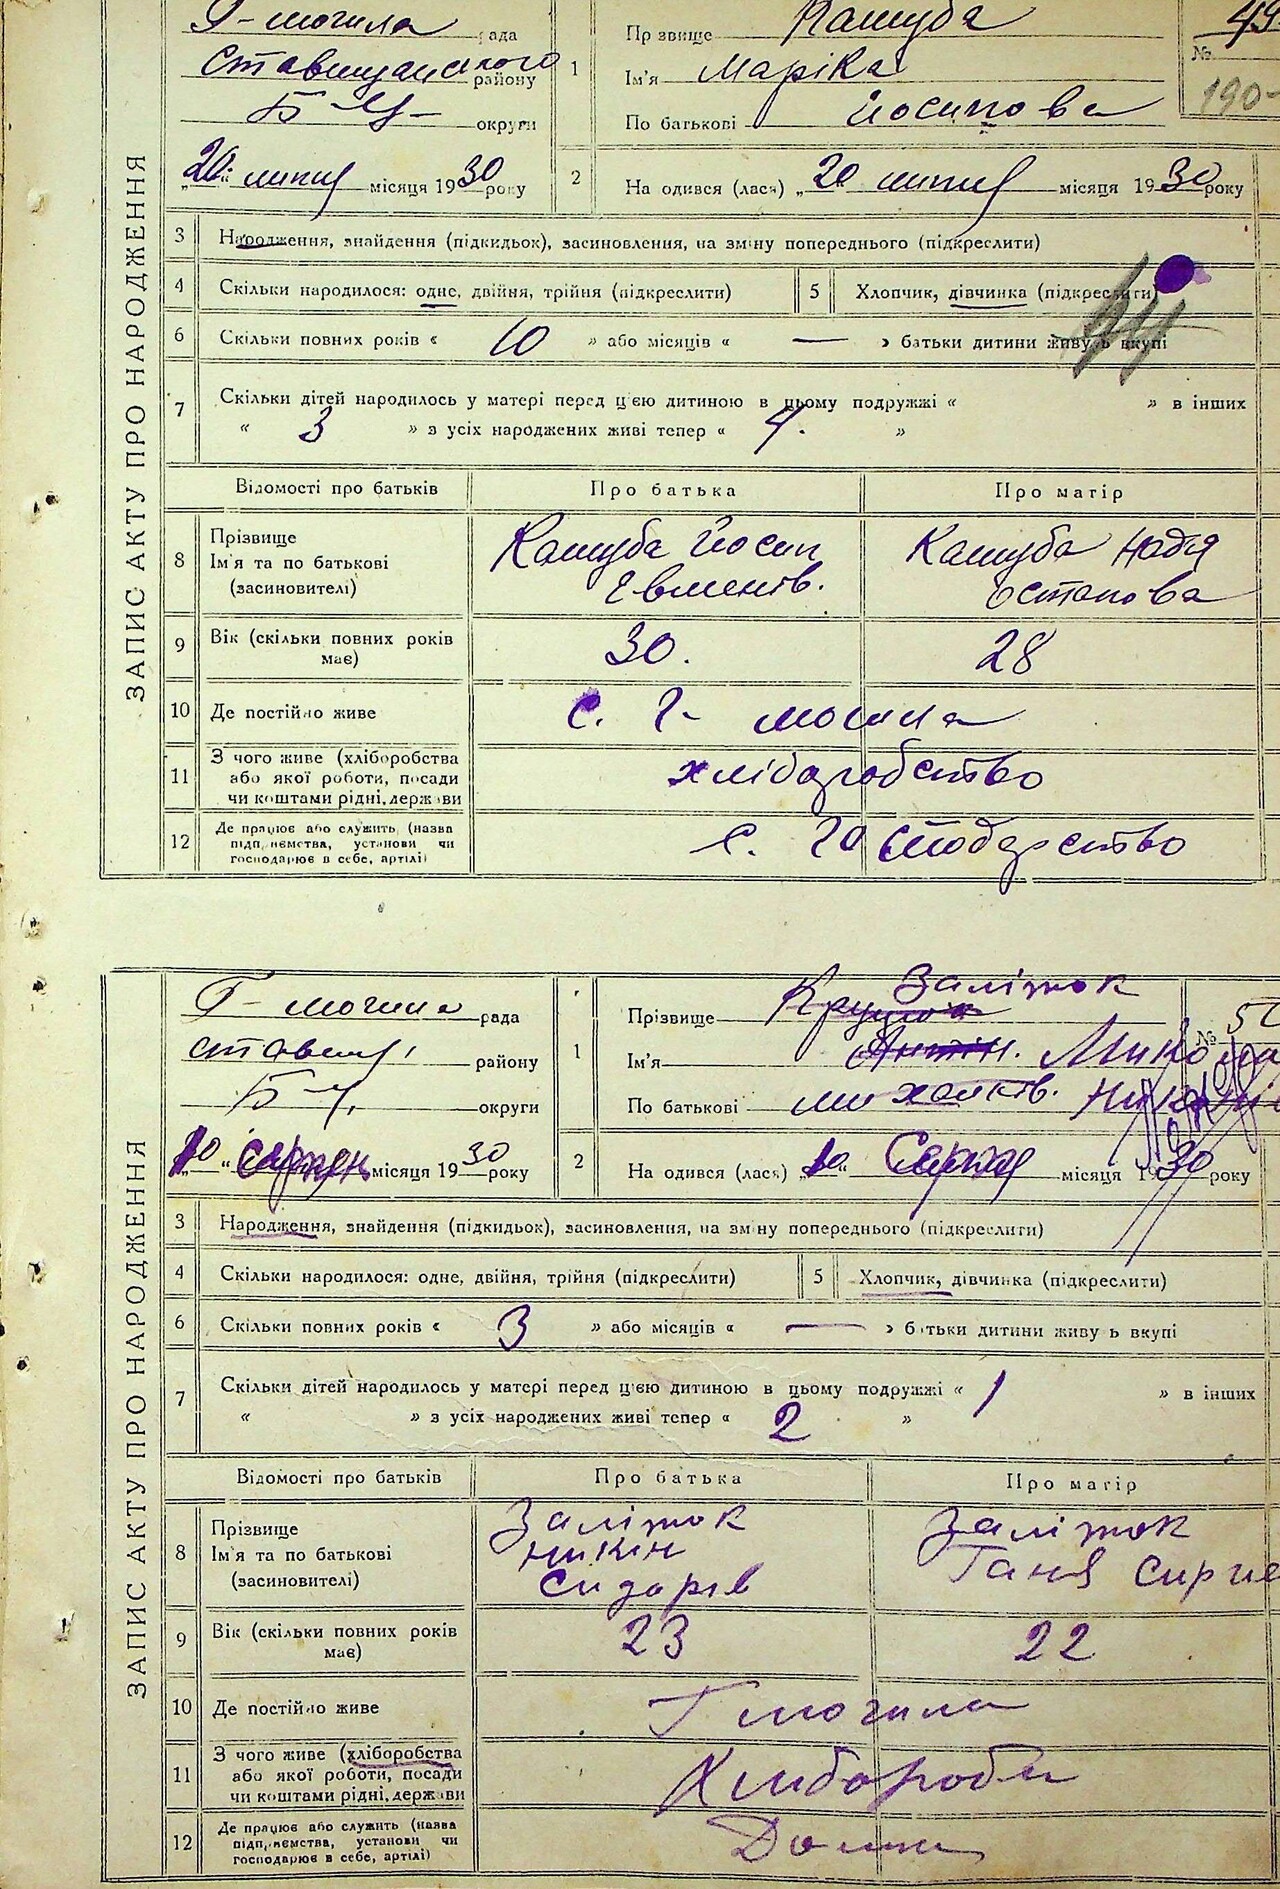 ЗАПИС АКТУ ПРО НАРОДЖЕННЯ
Г-могила рада
Ставищанського району
Б-Ц- округи
„20“ липня місяця 1930 року
1 Прізвище Кашуба
Ім'я Маріка
По батькові Йосипова
№ 49
190-
2 На одився (лася) „20“ липня місяця 1930 року
3 Народження, знайдення (підкидьок), засиновлення, на зміну попереднього (підкреслити)
4 Скільки народилося: одне, двійня, трійня (підкреслити) 5 Хлопчик, дівчинка (підкреслити)
6 Скільки повних років « 10 » або місяців « — » батьки дитини живуть вкупі
7 Скільки дітей народилось у матері перед цією дитиною в цьому подружжі « » в інших
« 3 » з усіх народжених живі тепер « 4. »
Відомості про батьків Про батька Про матір
8 Прізвище
Ім'я та по батькові
(засиновителі)
Кашуба Йосип
Євменів.
Кашуба Надя
Остапова
9 Вік (скільки повних років
має)
30. 28
10 Де постійно живе с. Г- могила
11 З чого живе (хліборобства
або якої роботи, посади
чи коштами рідні, держави
хліборобство
12 Де працює або служить (назва
підприємства, установи чи
господарює в себе, артілі)
с. Господарство
ЗАПИС АКТУ ПРО НАРОДЖЕННЯ
Г- могила рада
Ставищ. району
Б-Ц. округи
„10“ серпня місяця 1930 року
1 Прізвище Залізок
Ім'я Антін. Микола
По батькові михайлів.
№ 50
2 На одився (лася) „10“ Серпня місяця 1930 року
3 Народження, знайдення (підкидьок), засиновлення, на зміну попереднього (підкреслити)
4 Скільки народилося: одне, двійня, трійня (підкреслити) 5 Хлопчик, дівчинка (підкреслити)
6 Скільки повних років « 3 » або місяців « — » батьки дитини живуть вкупі
7 Скільки дітей народилось у матері перед цією дитиною в цьому подружжі « 1 » в інших
« » з усіх народжених живі тепер « 2 »
Відомості про батьків Про батька Про матір
8 Прізвище
Ім'я та по батькові
(засиновителі)
Залізок
никін
Сидорів
Залізок
Ганя Сирге
9 Вік (скільки повних років
має)
23 22
10 Де постійно живе Г могила
11 З чого живе (хліборобства
або якої роботи, посади
чи коштами рідні, держави
Хлібороби
12 Де працює або служить (назва
підприємства, установи чи
господарює в себе, артілі)
Дома